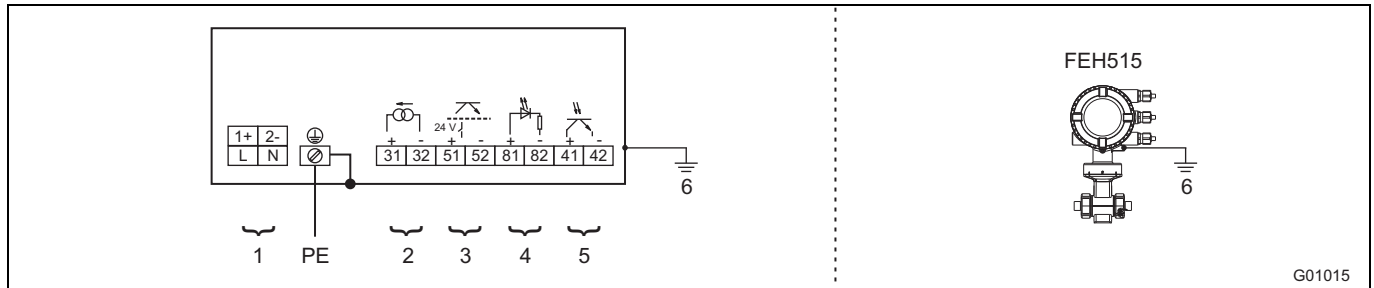 FEH515
24 V
+ - + - + - + -
1+ 2-
L N
31 32 51 52 81 82 41 42
6
6
1 PE 2 3 4 5
G01015